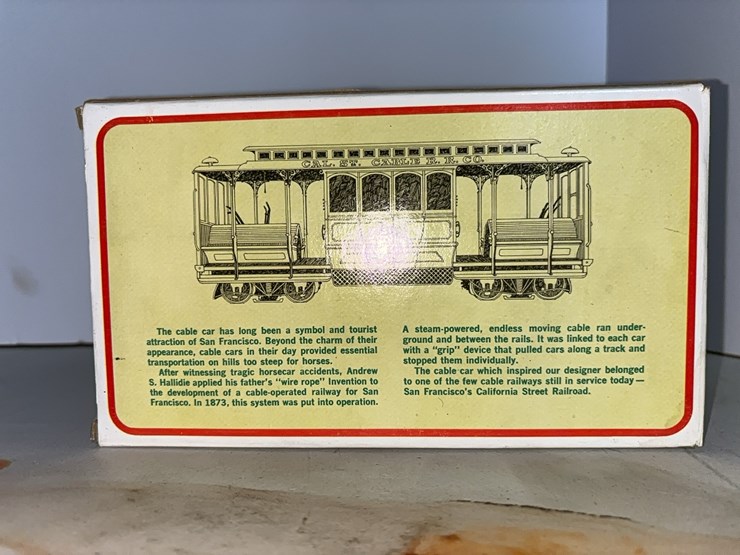 CAL. ST. CABLE R. R. CO.
The cable car has long been a symbol and tourist
attraction of San Francisco. Beyond the charm of their
appearance, cable cars in their day provided essential
transportation on hills too steep for horses.
After witnessing tragic horsecar accidents, Andrew
S. Hallidie applied his father's "wire rope" Invention to
the development of a cable-operated railway for San
Francisco. In 1873, this system was put into operation.
A steam-powered, endless moving cable ran under-
ground and between the rails. It was linked to each car
with a "grip" device that pulled cars along a track and
stopped them individually.
The cable car which inspired our designer belonged
to one of the few cable railways still in service today—
San Francisco's California Street Railroad.